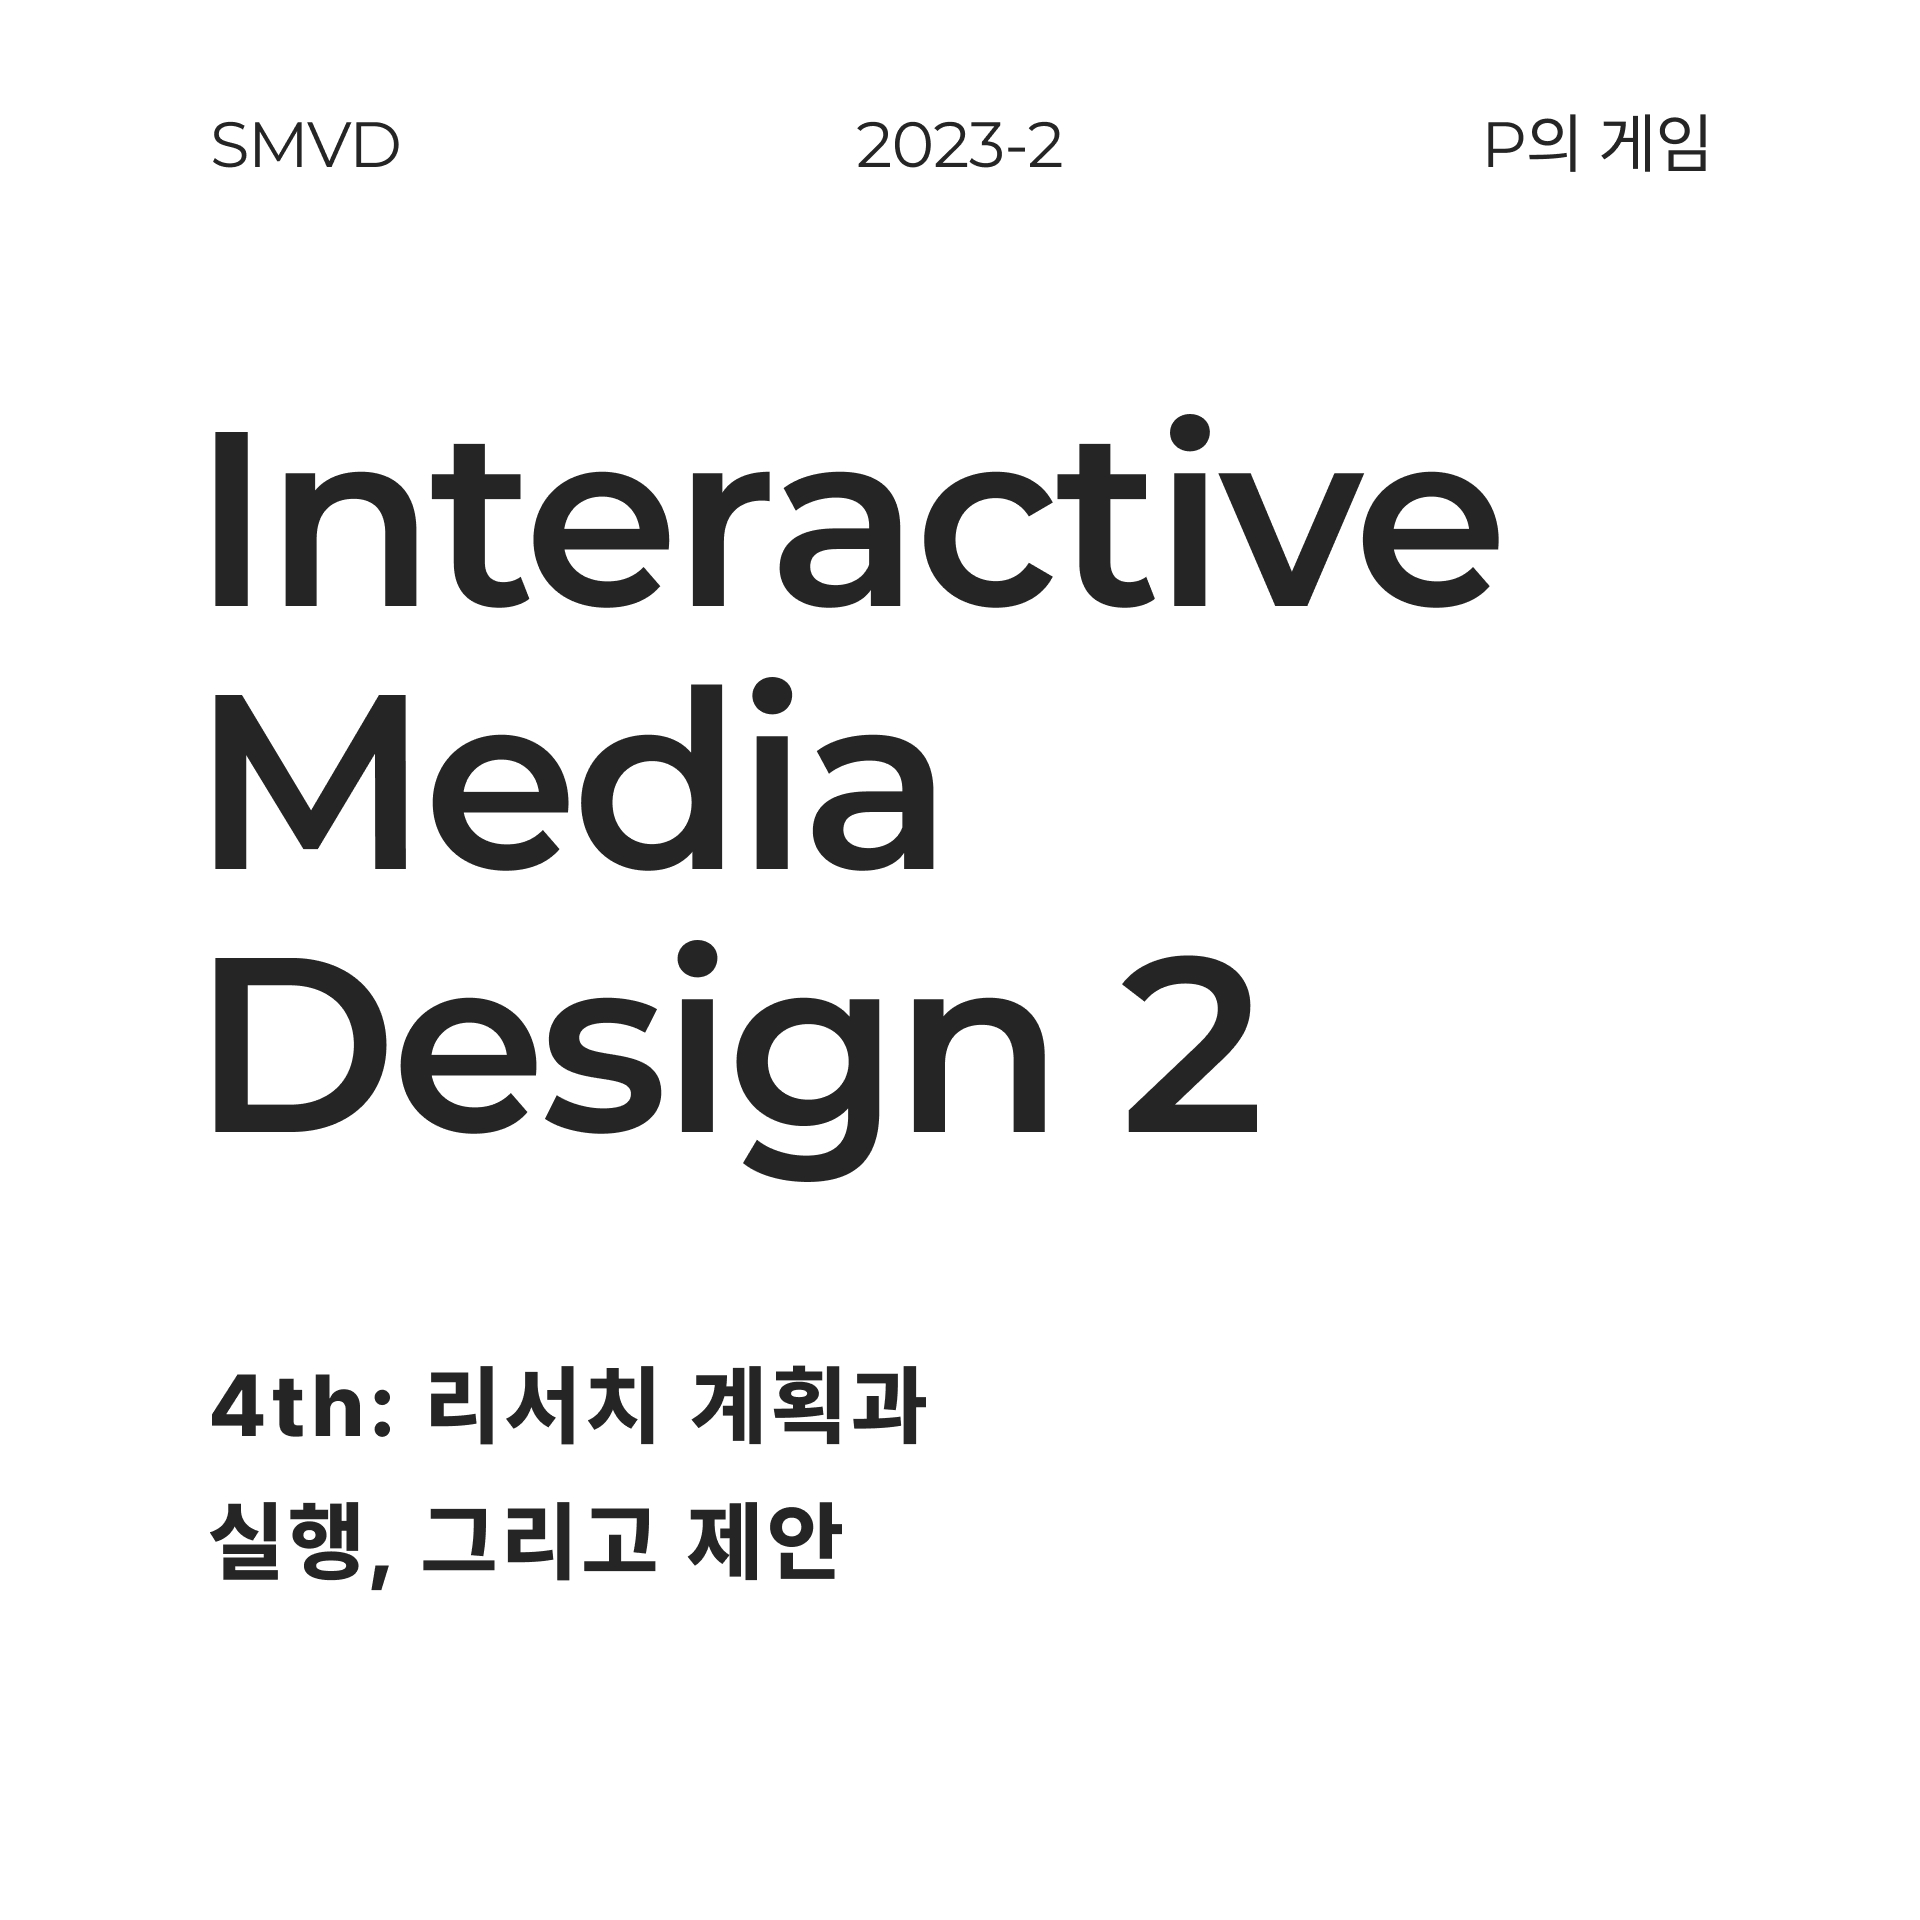 SMVD 2023-2 P의 게임
Interactive
Media
Design 2
4th: 리서치 계획과
실행, 그리고 제안